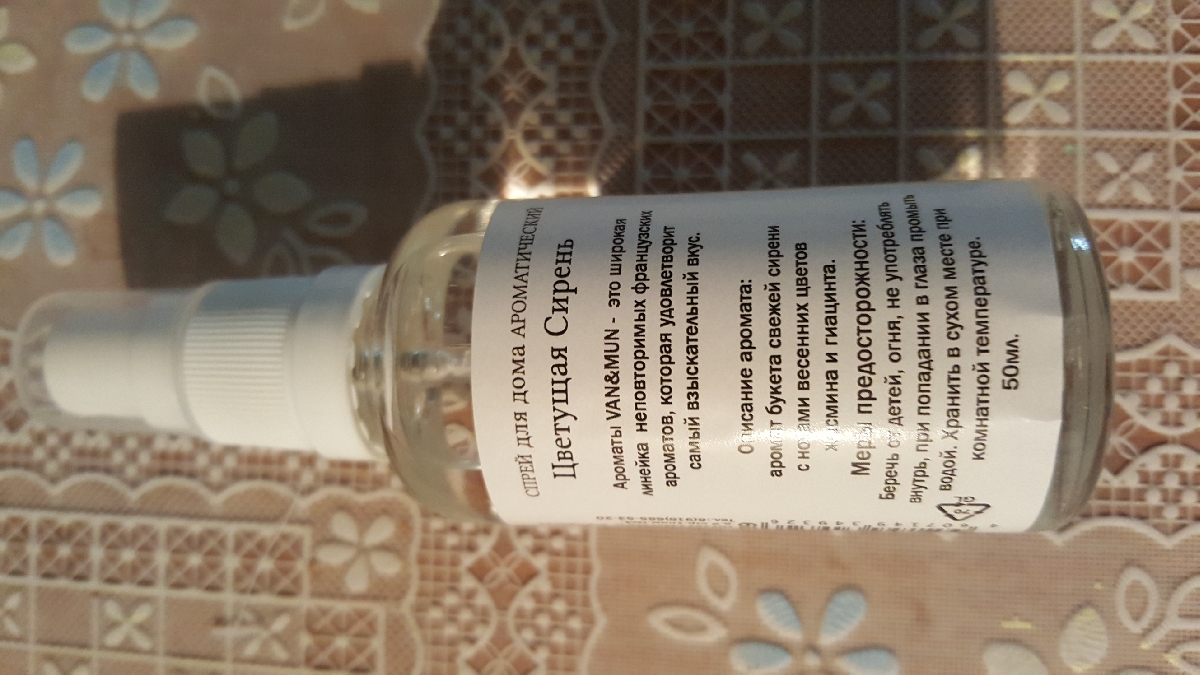 СПРЕЙ ДЛЯ ДОМА АРОМАТИЧЕСКИЙ
Цветущая Сирень
Ароматы VAN&MUN - это широкая
линейка неповторимых французских
ароматов, которая удовлетворит
самый взыскательный вкус.
Описание аромата:
аромат букета свежей сирени
с нотами весенних цветов
жасмина и гиацинта.
Меры предосторожности:
Беречь от детей, огня, не употреблять
внутрь, при попадании в глаза промыть
водой. Хранить в сухом месте при
комнатной температуре.
50мл.